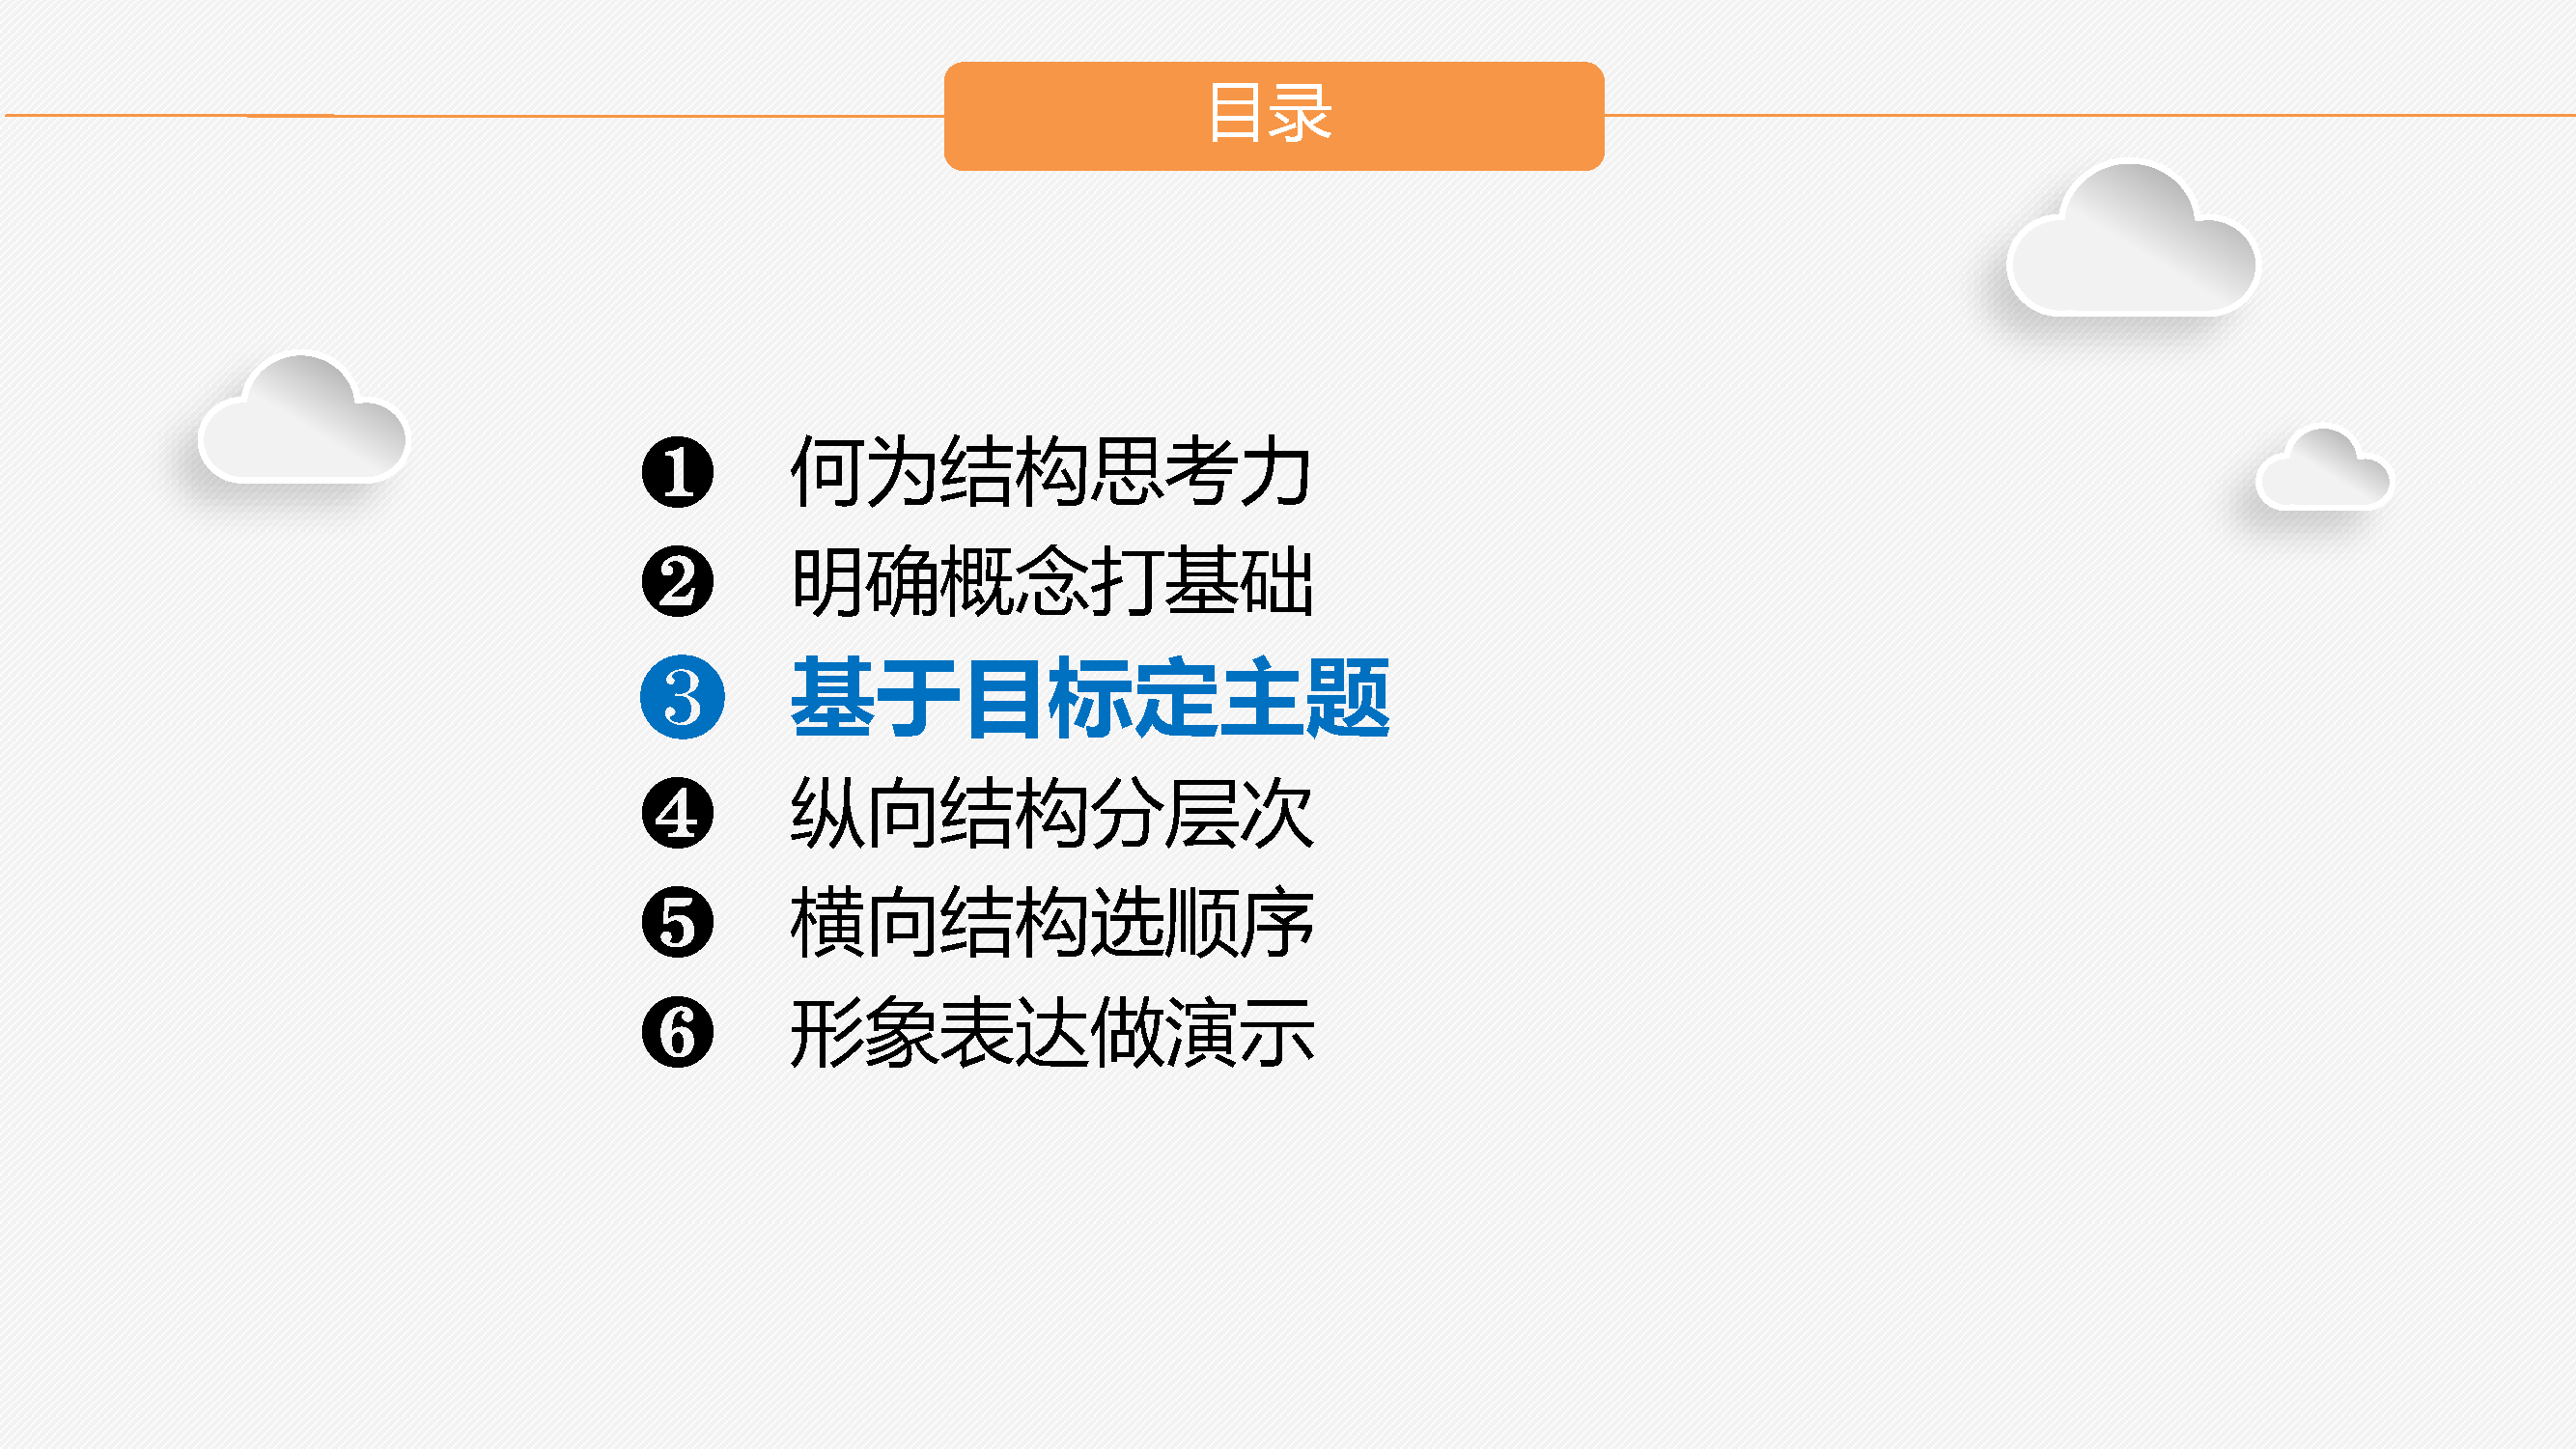 目录
❶ 何为结构思考力
❷ 明确概念打基础
❸ 基于目标定主题
❹ 纵向结构分层次
❺ 横向结构选顺序
❻ 形象表达做演示